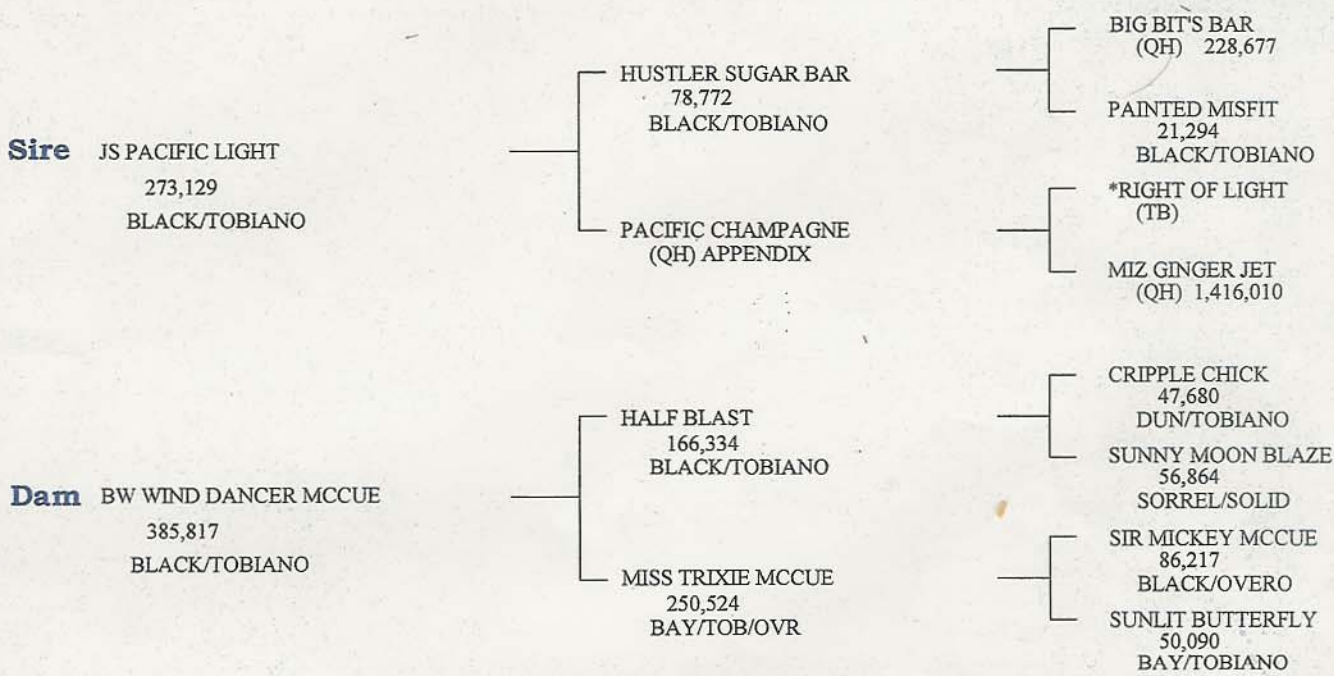 Sire JS PACIFIC LIGHT
273,129
BLACK/TOBIANO
HUSTLER SUGAR BAR
78,772
BLACK/TOBIANO
BIG BIT'S BAR
(QH) 228,677
PAINTED MISFIT
21,294
BLACK/TOBIANO
PACIFIC CHAMPAGNE
(QH) APPENDIX
*RIGHT OF LIGHT
(TB)
MIZ GINGER JET
(QH) 1,416,010
Dam BW WIND DANCER MCCUE
385,817
BLACK/TOBIANO
HALF BLAST
166,334
BLACK/TOBIANO
CRIPPLE CHICK
47,680
DUN/TOBIANO
SUNNY MOON BLAZE
56,864
SORREL/SOLID
MISS TRIXIE MCCUE
250,524
BAY/TOB/OVR
SIR MICKEY MCCUE
86,217
BLACK/OVERO
SUNLIT BUTTERFLY
50,090
BAY/TOBIANO